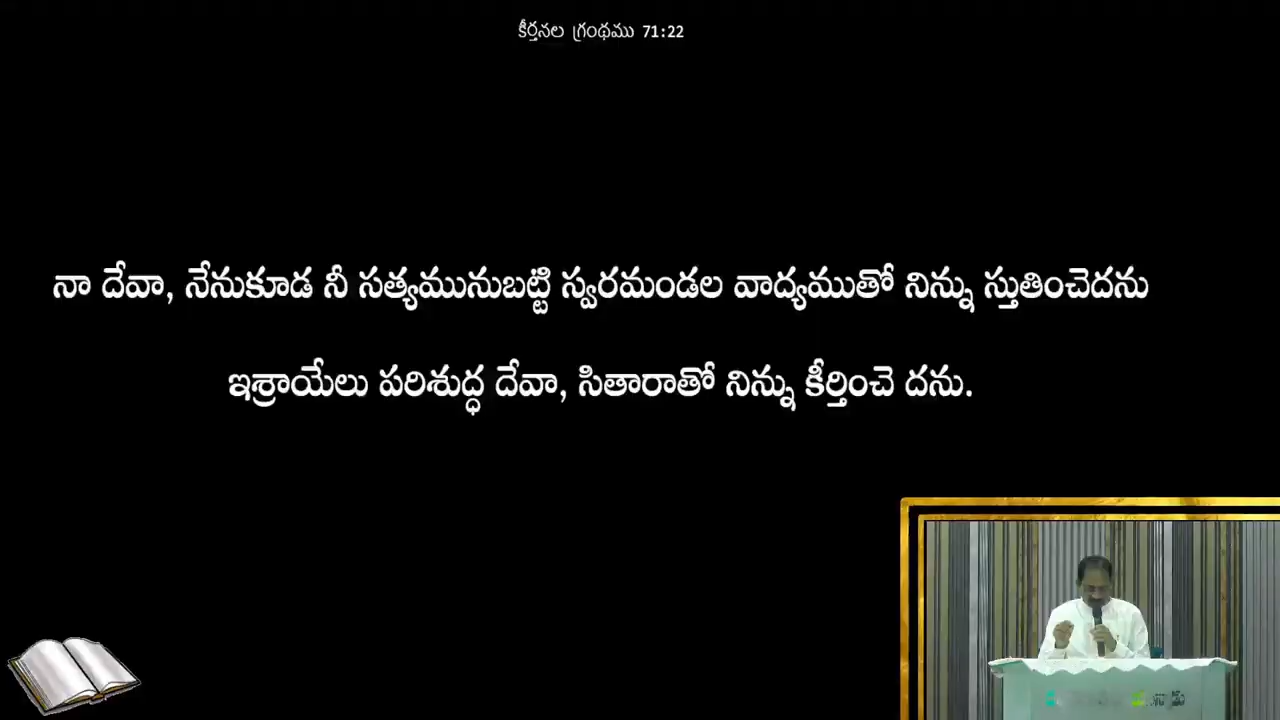 కీర్తనల గ్రంథము 71:22
నా దేవా, నేనుకూడ నీ సత్యమునుబట్టి స్వరమండల వాద్యముతో నిన్ను స్తుతించెదను
ఇశ్రాయేలు పరిశుద్ధ దేవా, సితారాతో నిన్ను కీర్తించె దను.